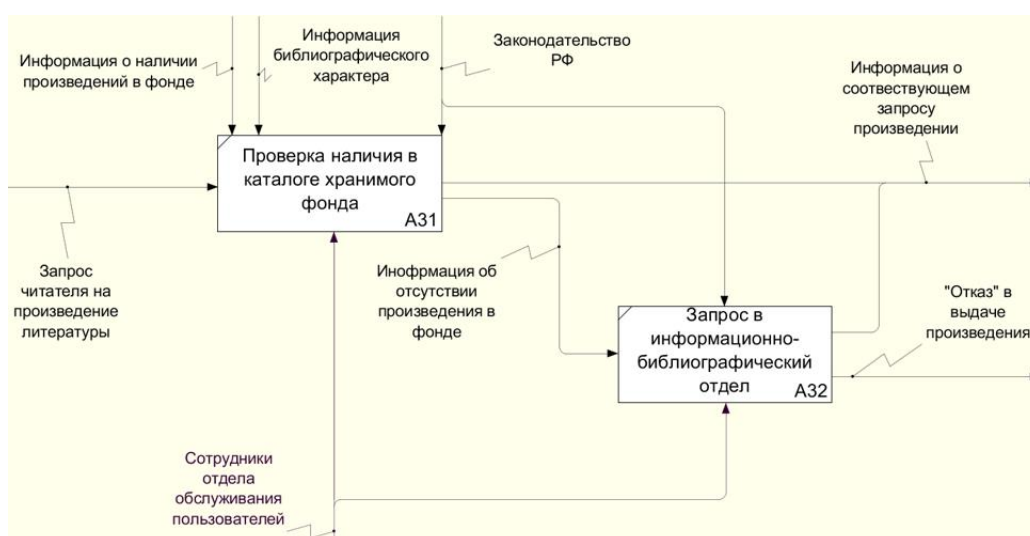 Информация о наличии
произведений в фонде
Информация
библиографического
характера
Законодательство
РФ
Информация о
соотвествующем
запросу
произведении
Проверка наличия в
каталоге хранимого
фонда
A31
Запрос
читателя на
произведение
литературы
Инофрмация об
отсутствии
произведения в
фонде
"Отказ" в
выдаче
произведения
Запрос в
информационно-
библиографический
отдел
A32
Сотрудники
отдела
обслуживания
пользователей